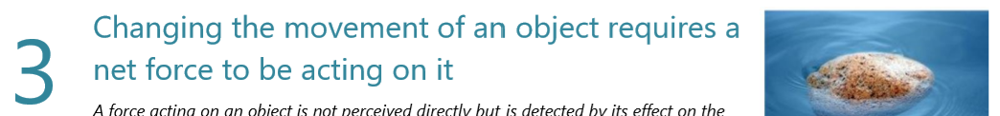 3
Changing the movement of an object requires a
net force to be acting on it
A force acting on an object is not perceived directly but is detected by its effect on the